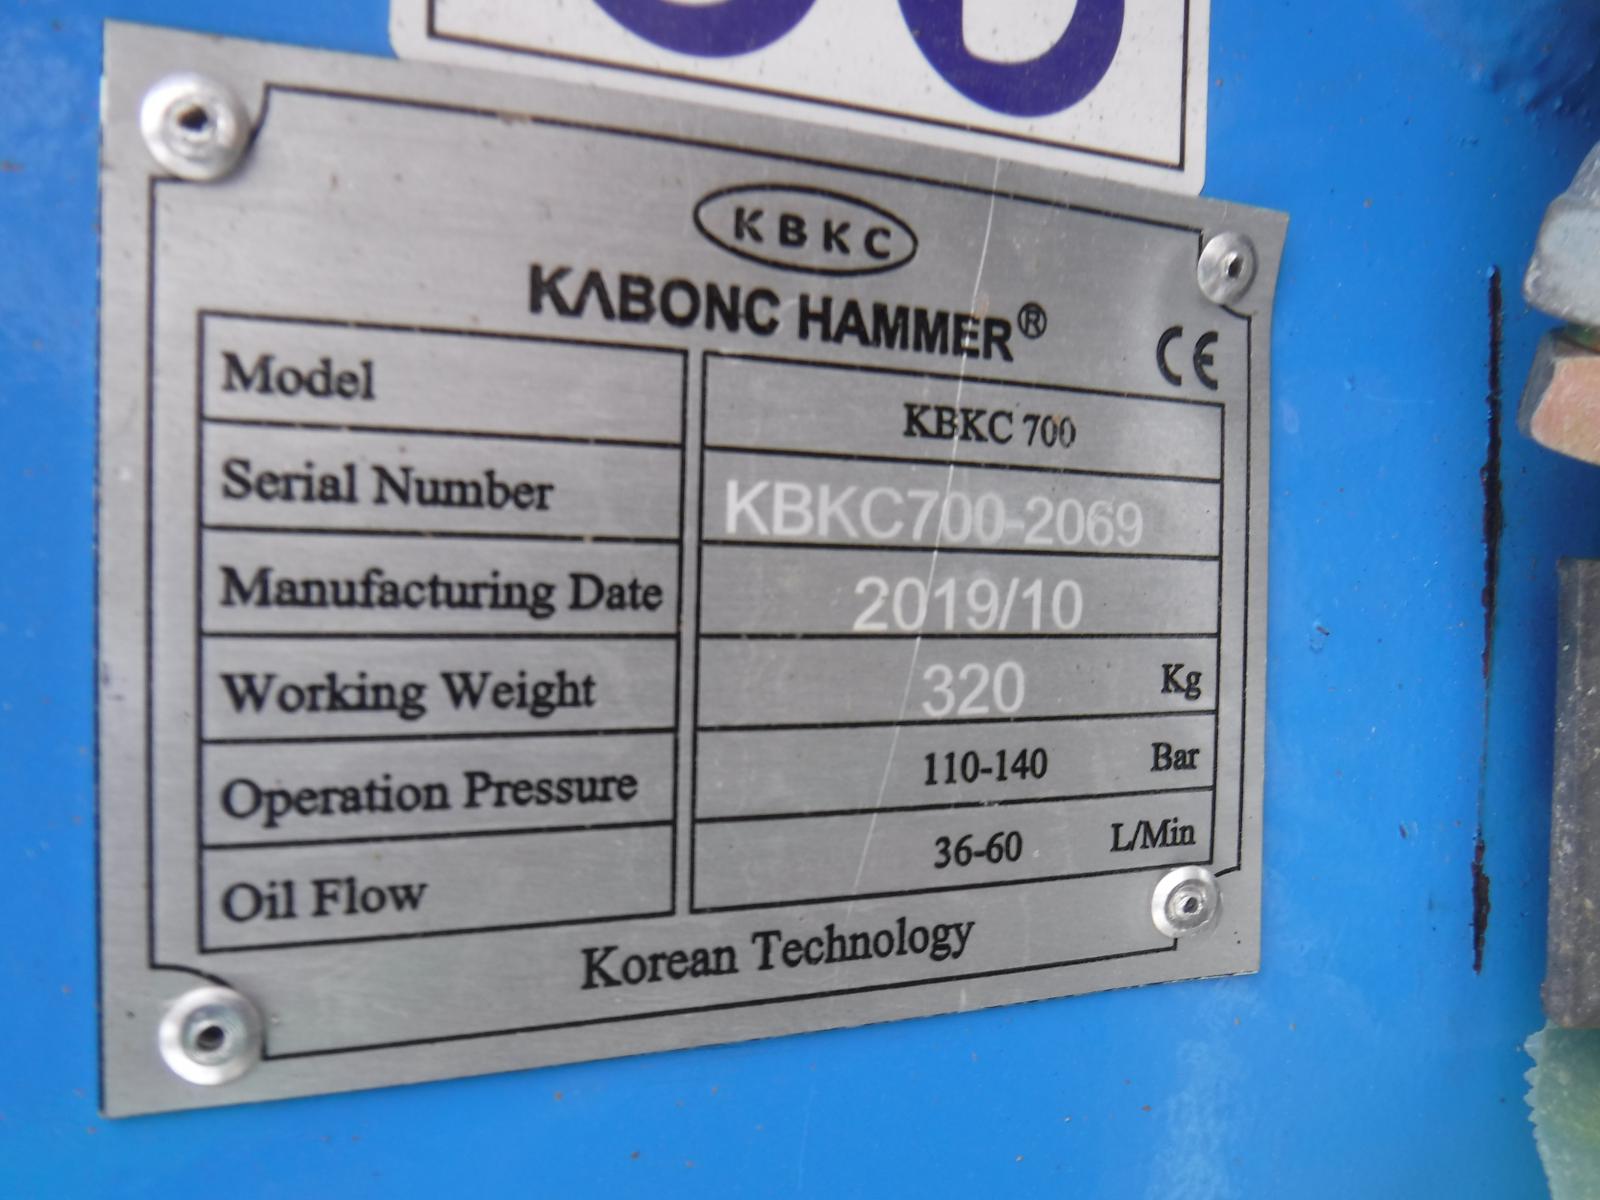 KBKC
KABONC HAMMER®
CE
Model KBKC 700
Serial Number KBKC700-2069
Manufacturing Date 2019/10
Working Weight 320 Kg
Operation Pressure 110-140 Bar
Oil Flow 36-60 L/Min
Korean Technology